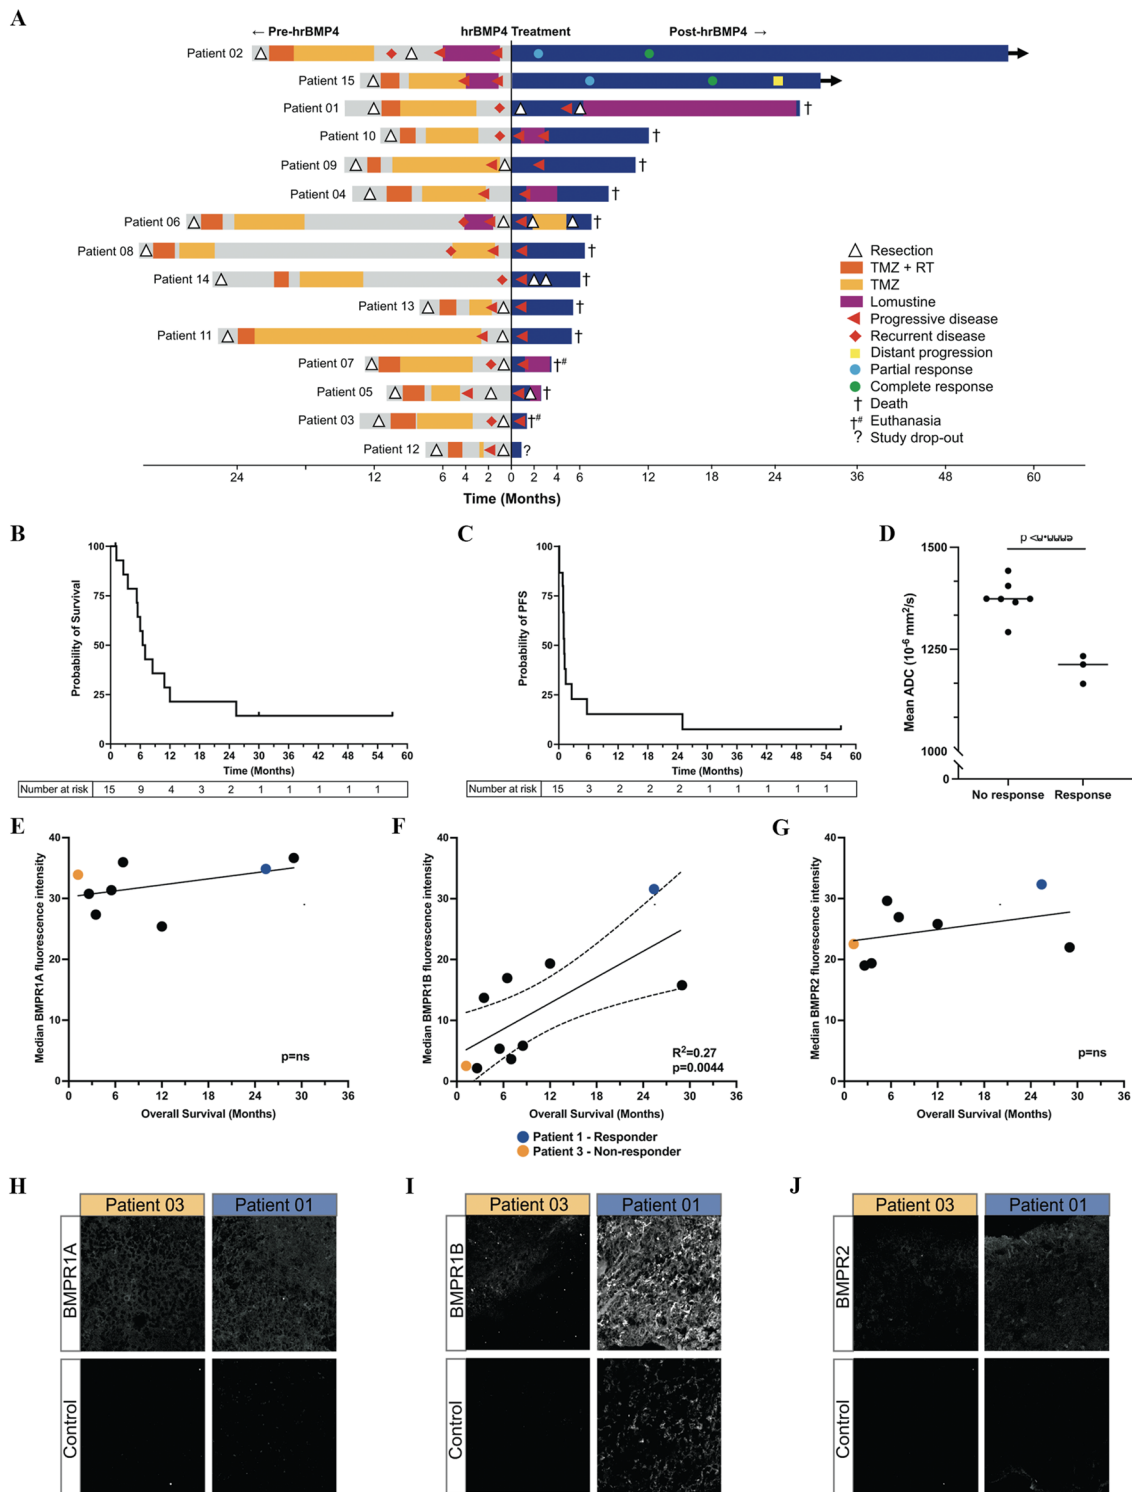 A
← Pre-hrBMP4 hrBMP4 Treatment Post-hrBMP4 →
Patient 02
Patient 15
Patient 01 †
Patient 10 †
Patient 09 †
Patient 04 †
Patient 06 †
Patient 08 †
Patient 14 †
Patient 13 †
Patient 11 †
Patient 07 †#
Patient 05 †
Patient 03 †#
Patient 12 ?
Resection
TMZ + RT
TMZ
Lomustine
Progressive disease
Recurrent disease
Distant progression
Partial response
Complete response
† Death
†# Euthanasia
? Study drop-out
24 12 6 4 2 0 2 4 6 12 18 24 36 48 60
Time (Months)
B
Probability of Survival
100
75
50
25
0
0 6 12 18 24 30 36 42 48 54 60
Time (Months)
Number at risk 15 9 4 3 2 1 1 1 1 1
C
Probability of PFS
100
75
50
25
0
0 6 12 18 24 30 36 42 48 54 60
Time (Months)
Number at risk 15 3 2 2 2 1 1 1 1 1
D
Mean ADC (10-6 mm2/s)
1500
1250
1000
0
No response Response
E
Median BMPR1A fluorescence intensity
40
30
20
10
0
p=ns
0 6 12 18 24 30 36
Overall Survival (Months)
F
Median BMPR1B fluorescence intensity
40
30
20
10
0
R2=0.27
p=0.0044
0 6 12 18 24 30 36
Overall Survival (Months)
Patient 1 - Responder
Patient 3 - Non-responder
G
Median BMPR2 fluorescence intensity
40
30
20
10
0
p=ns
0 6 12 18 24 30 36
Overall Survival (Months)
H
Patient 03 Patient 01
BMPR1A
Control
I
Patient 03 Patient 01
BMPR1B
Control
J
Patient 03 Patient 01
BMPR2
Control